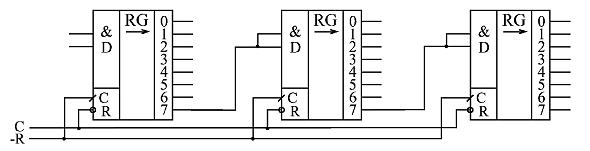 RG RG RG
0 0 0
& 1 & 1 & 1
D 2 D 2 D 2
3 3 3
4 4 4
5 5 5
C 6 C 6 C 6
R 7 R 7 R 7
C
-R